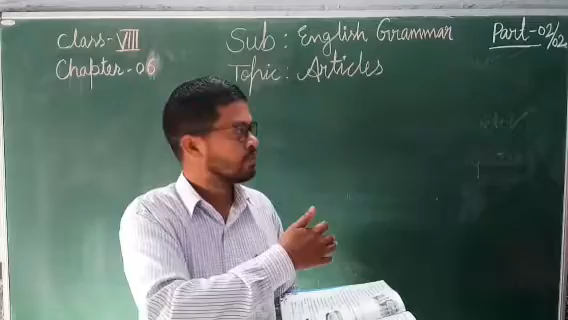 Class-VIII
Chapter-06
Sub : English Grammar
Topic : Articles
Part-02/02